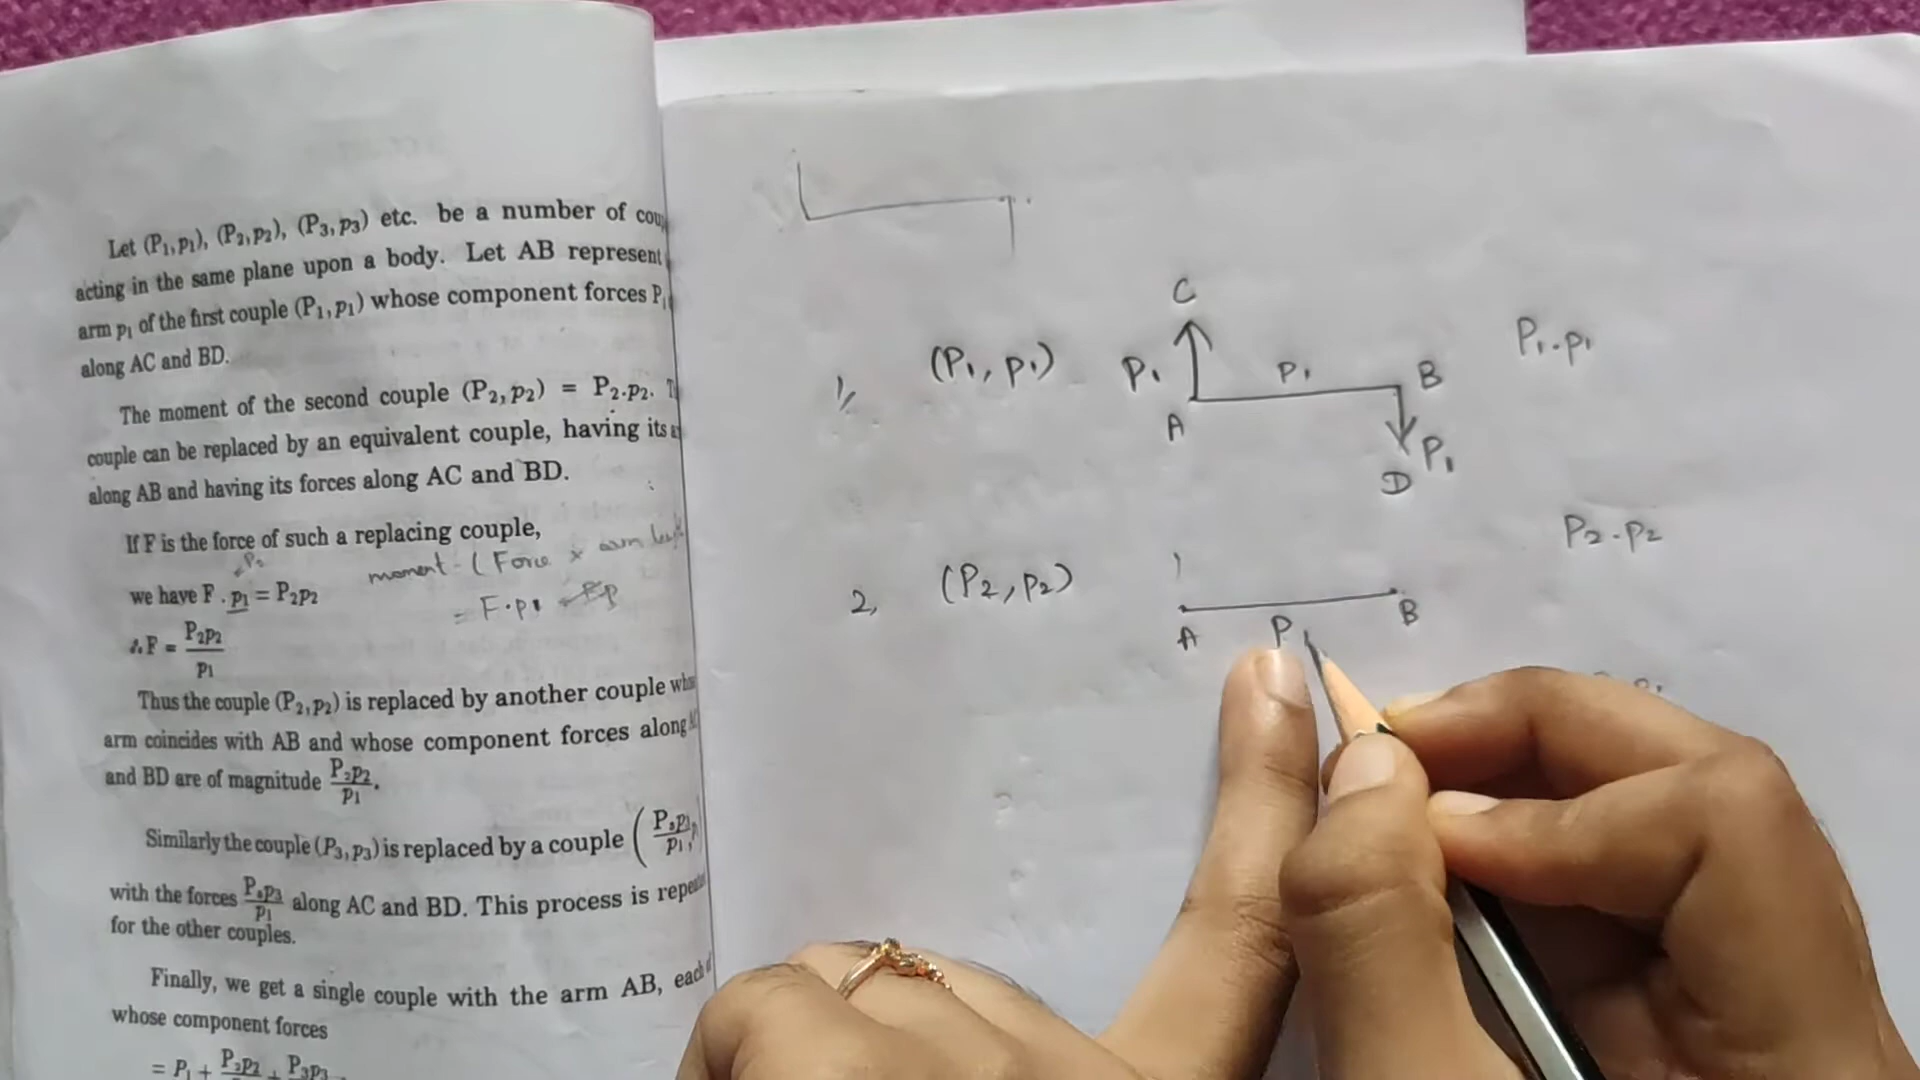 Let (P₁, p₁), (P₂, p₂), (P₃, p₃) etc. be a number of cou
acting in the same plane upon a body. Let AB represent
arm p₁ of the first couple (P₁, p₁) whose component forces P
along AC and BD.
The moment of the second couple (P₂, p₂) = P₂.p₂. T
couple can be replaced by an equivalent couple, having its
along AB and having its forces along AC and BD.
If F is the force of such a replacing couple,
moment - ( Force × arm
we have F . p₁ = P₂p₂
= F·p₁
∴ F = P₂p₂
p₁
Thus the couple (P₂, p₂) is replaced by another couple
arm coincides with AB and whose component forces along
and BD are of magnitude P₂p₂ / p₁.
Similarly the couple (P₃, p₃) is replaced by a couple
with the forces P₃p₃ / p₁ along AC and BD. This process is
for the other couples.
Finally, we get a single couple with the arm AB, each
whose component forces
= P₁ + P₂p₂ + P₃p₃
C
1, (P₁, p₁) P₁ p₁ B P₁.p₁
A P₁
D
P₂.p₂
2, (P₂, p₂) B
A P